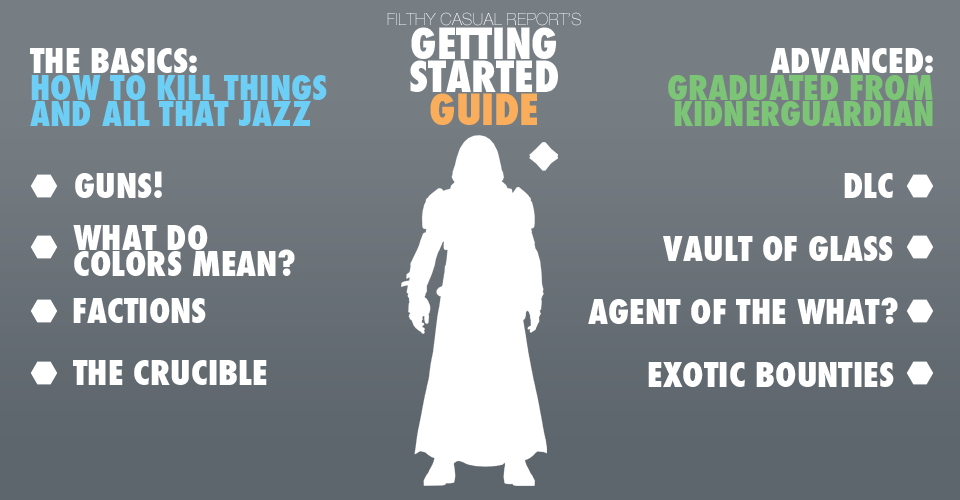 FILTHY CASUAL REPORT'S
GETTING
STARTED
GUIDE
THE BASICS:
HOW TO KILL THINGS
AND ALL THAT JAZZ
GUNS!
WHAT DO
COLORS MEAN?
FACTIONS
THE CRUCIBLE
ADVANCED:
GRADUATED FROM
KIDNERGUARDIAN
DLC
VAULT OF GLASS
AGENT OF THE WHAT?
EXOTIC BOUNTIES